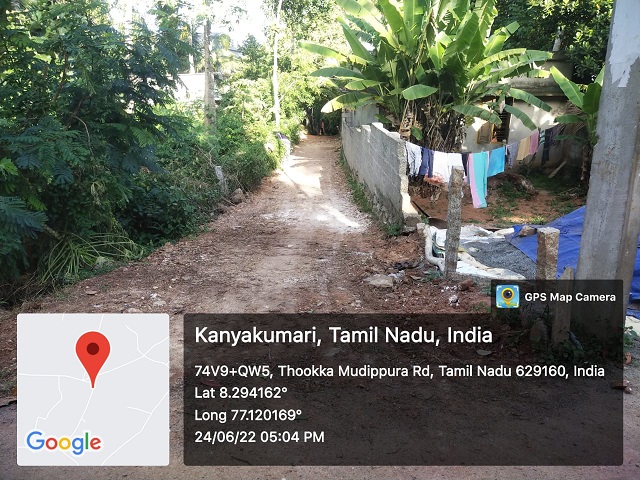 GPS Map Camera
Kanyakumari, Tamil Nadu, India
74V9+QW5, Thookka Mudippura Rd, Tamil Nadu 629160, India
Lat 8.294162°
Long 77.120169°
24/06/22 05:04 PM
Google